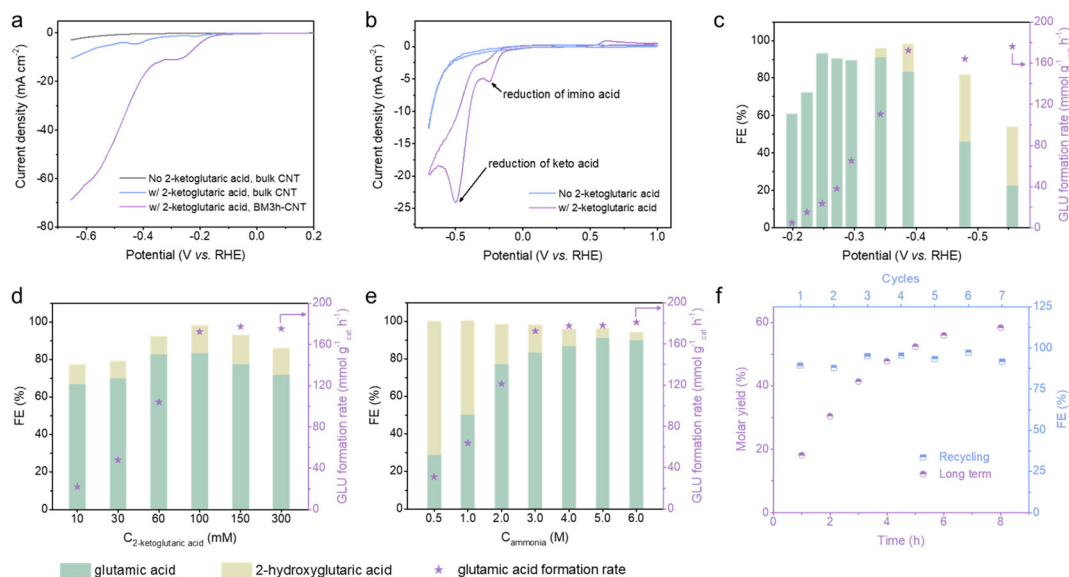 a
0
-20
-40
-60
-80
Current density (mA cm-2)
No 2-ketoglutaric acid, bulk CNT
w/ 2-ketoglutaric acid, bulk CNT
w/ 2-ketoglutaric acid, BM3h-CNT
-0.6 -0.4 -0.2 0.0 0.2
Potential (V vs. RHE)
b
5
0
-5
-10
-15
-20
-25
Current density (mA cm-2)
reduction of imino acid
reduction of keto acid
No 2-ketoglutaric acid
w/ 2-ketoglutaric acid
-0.5 0.0 0.5 1.0
Potential (V vs. RHE)
c
100
80
60
40
20
0
FE (%)
200
160
120
80
40
0
GLU formation rate (mmol g-1cat h-1)
-0.2 -0.3 -0.4 -0.5
Potential (V vs. RHE)
d
100
80
60
40
20
0
FE (%)
200
160
120
80
40
0
GLU formation rate (mmol g-1cat h-1)
10 30 60 100 150 300
C2-ketoglutaric acid (mM)
e
100
80
60
40
20
0
FE (%)
200
160
120
80
40
0
GLU formation rate (mmol g-1cat h-1)
0.5 1.0 2.0 3.0 4.0 5.0 6.0
Cammonia (M)
f
Cycles
1 2 3 4 5 6 7
60
40
20
0
Molar yield (%)
125
100
75
50
25
0
FE (%)
Recycling
Long term
0 2 4 6 8
Time (h)
glutamic acid
2-hydroxyglutaric acid
glutamic acid formation rate